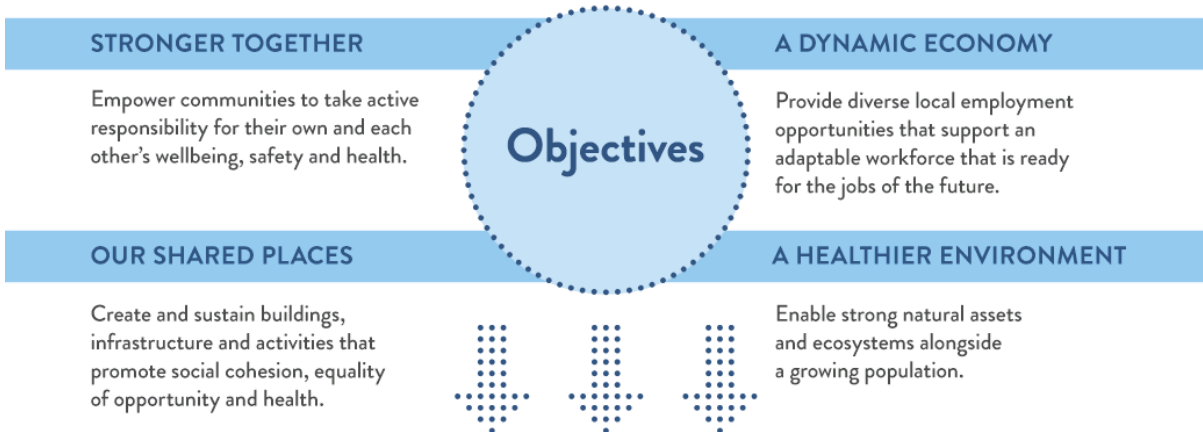 STRONGER TOGETHER
Empower communities to take active
responsibility for their own and each
other’s wellbeing, safety and health.
Objectives
A DYNAMIC ECONOMY
Provide diverse local employment
opportunities that support an
adaptable workforce that is ready
for the jobs of the future.
OUR SHARED PLACES
Create and sustain buildings,
infrastructure and activities that
promote social cohesion, equality
of opportunity and health.
A HEALTHIER ENVIRONMENT
Enable strong natural assets
and ecosystems alongside
a growing population.